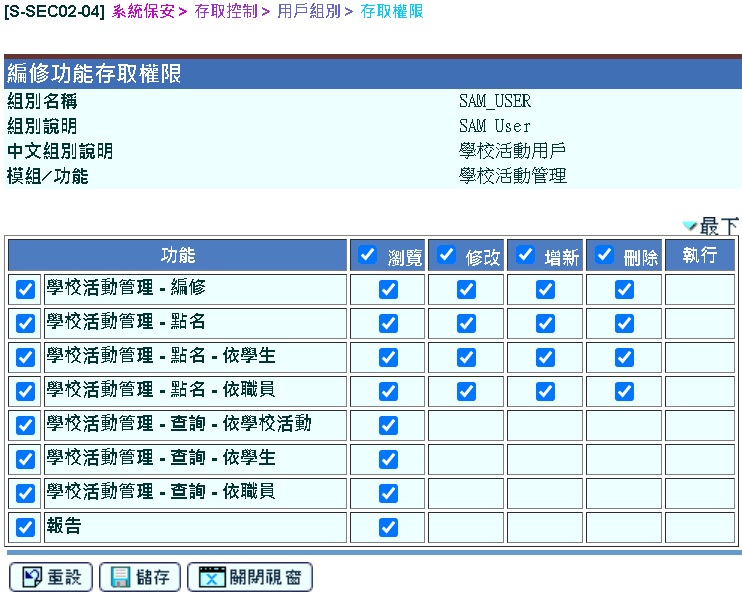 [S-SEC02-04] 系統保安 > 存取控制 > 用戶組別 > 存取權限
編修功能存取權限
組別名稱 SAM_USER
組別說明 SAM User
中文組別說明 學校活動用戶
模組/功能 學校活動管理
最下
功能 瀏覽 修改 增新 刪除 執行
學校活動管理 - 編修
學校活動管理 - 點名
學校活動管理 - 點名 - 依學生
學校活動管理 - 點名 - 依職員
學校活動管理 - 查詢 - 依學校活動
學校活動管理 - 查詢 - 依學生
學校活動管理 - 查詢 - 依職員
報告
重設 儲存 關閉視窗